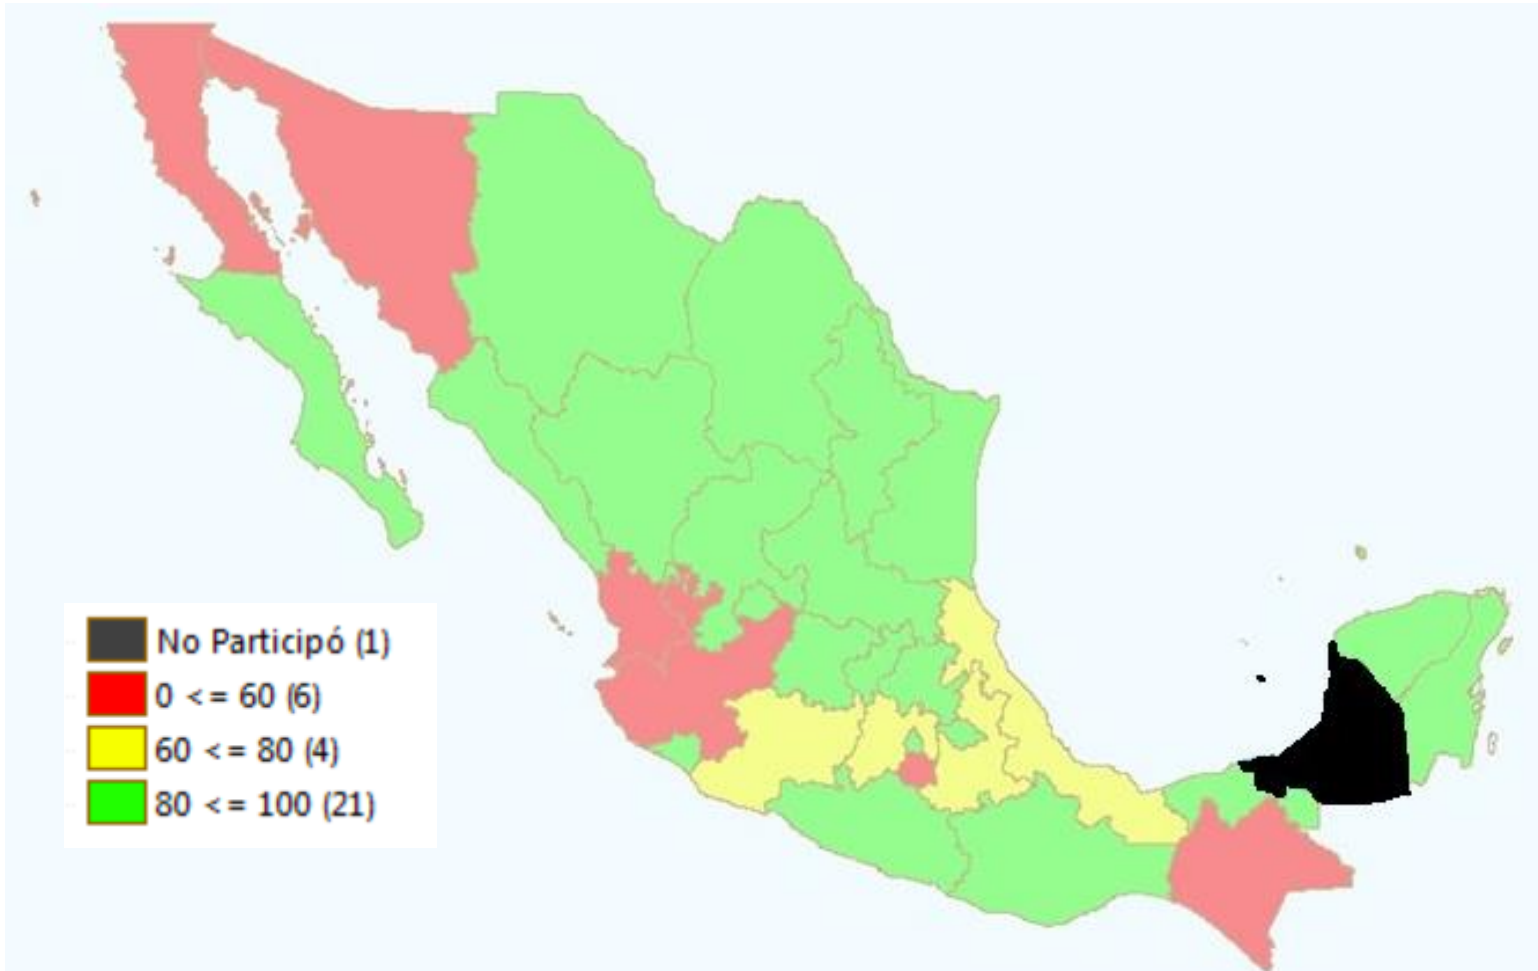 No Participó (1)
0 <= 60 (6)
60 <= 80 (4)
80 <= 100 (21)